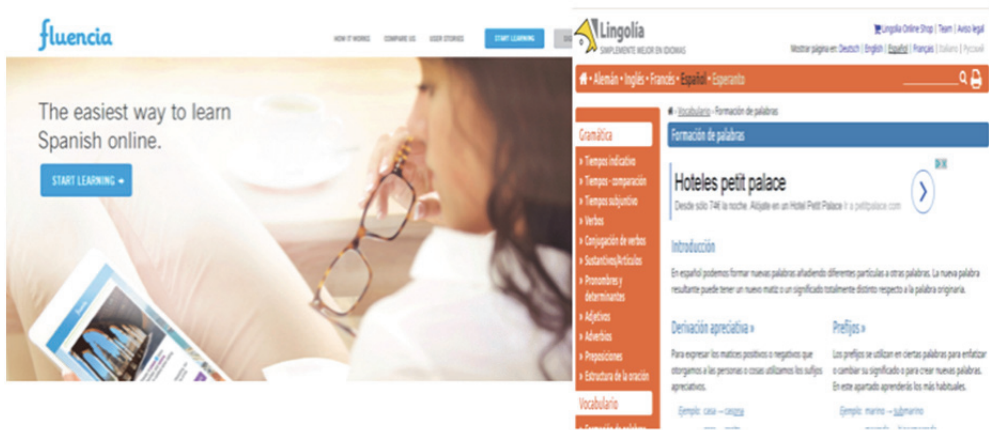 fluencia
HOW IT WORKS COMPARE US USER STORIES START LEARNING
The easiest way to learn
Spanish online.
START LEARNING →
Lingolía
SIMPLEMENTE MEJOR EN IDIOMAS
Lingolia Online Shop | Team | Aviso legal
Mostrar página en: Deutsch | English | Español | Français | Italiano | Русский
• Alemán • Inglés • Francés • Español • Esperanto
Gramática
» Tiempos indicativo
» Tiempos - comparación
» Tiempos subjuntivo
» Verbos
» Conjugación de verbos
» Sustantivos/Artículos
» Pronombres y
determinantes
» Adjetivos
» Adverbios
» Preposiciones
» Estructura de la oración
Vocabulario
» Formación de palabras
› Vocabulario › Formación de palabras
Formación de palabras
Hoteles petit palace
Desde sólo 74€ la noche. Alójate en un Hotel Petit Palace Ir a petitpalace.com
Introducción
En español podemos formar nuevas palabras añadiendo diferentes partículas a otras palabras. La nueva palabra
resultante puede tener un nuevo matiz o un significado totalmente distinto respecto a la palabra originaria.
Derivación apreciativa »
Para expresar los matices positivos o negativos que
otorgamos a las personas o cosas utilizamos los sufijos
apreciativos.
Ejemplo: casa → casona
Prefijos »
Los prefijos se utilizan en ciertas palabras para enfatizar
o cambiar su significado o para crear nuevas palabras.
En este apartado aprenderás los más habituales.
Ejemplo: marino → submarino